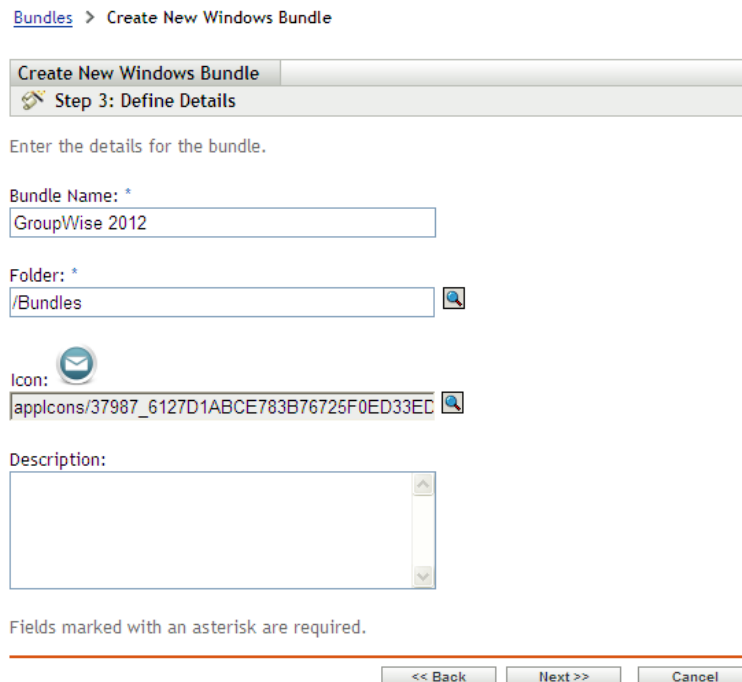 Bundles > Create New Windows Bundle
Create New Windows Bundle
Step 3: Define Details
Enter the details for the bundle.
Bundle Name: *
GroupWise 2012
Folder: *
/Bundles
Icon:
appIcons/37987_6127D1ABCE783B76725F0ED33ED
Description:
Fields marked with an asterisk are required.
<< Back Next >> Cancel